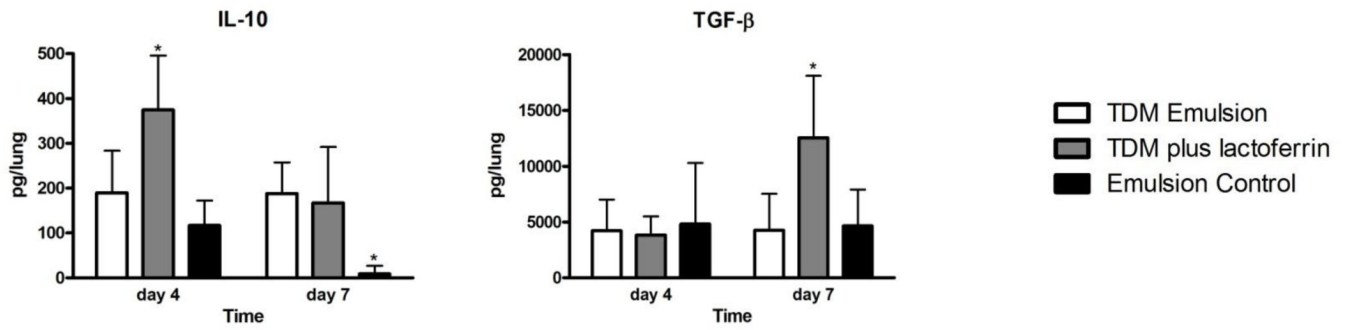 IL-10
500
400
300
200
100
0
pg/lung
*
*
day 4
day 7
Time
TGF-β
20000
15000
10000
5000
0
pg/lung
*
day 4
day 7
Time
TDM Emulsion
TDM plus lactoferrin
Emulsion Control